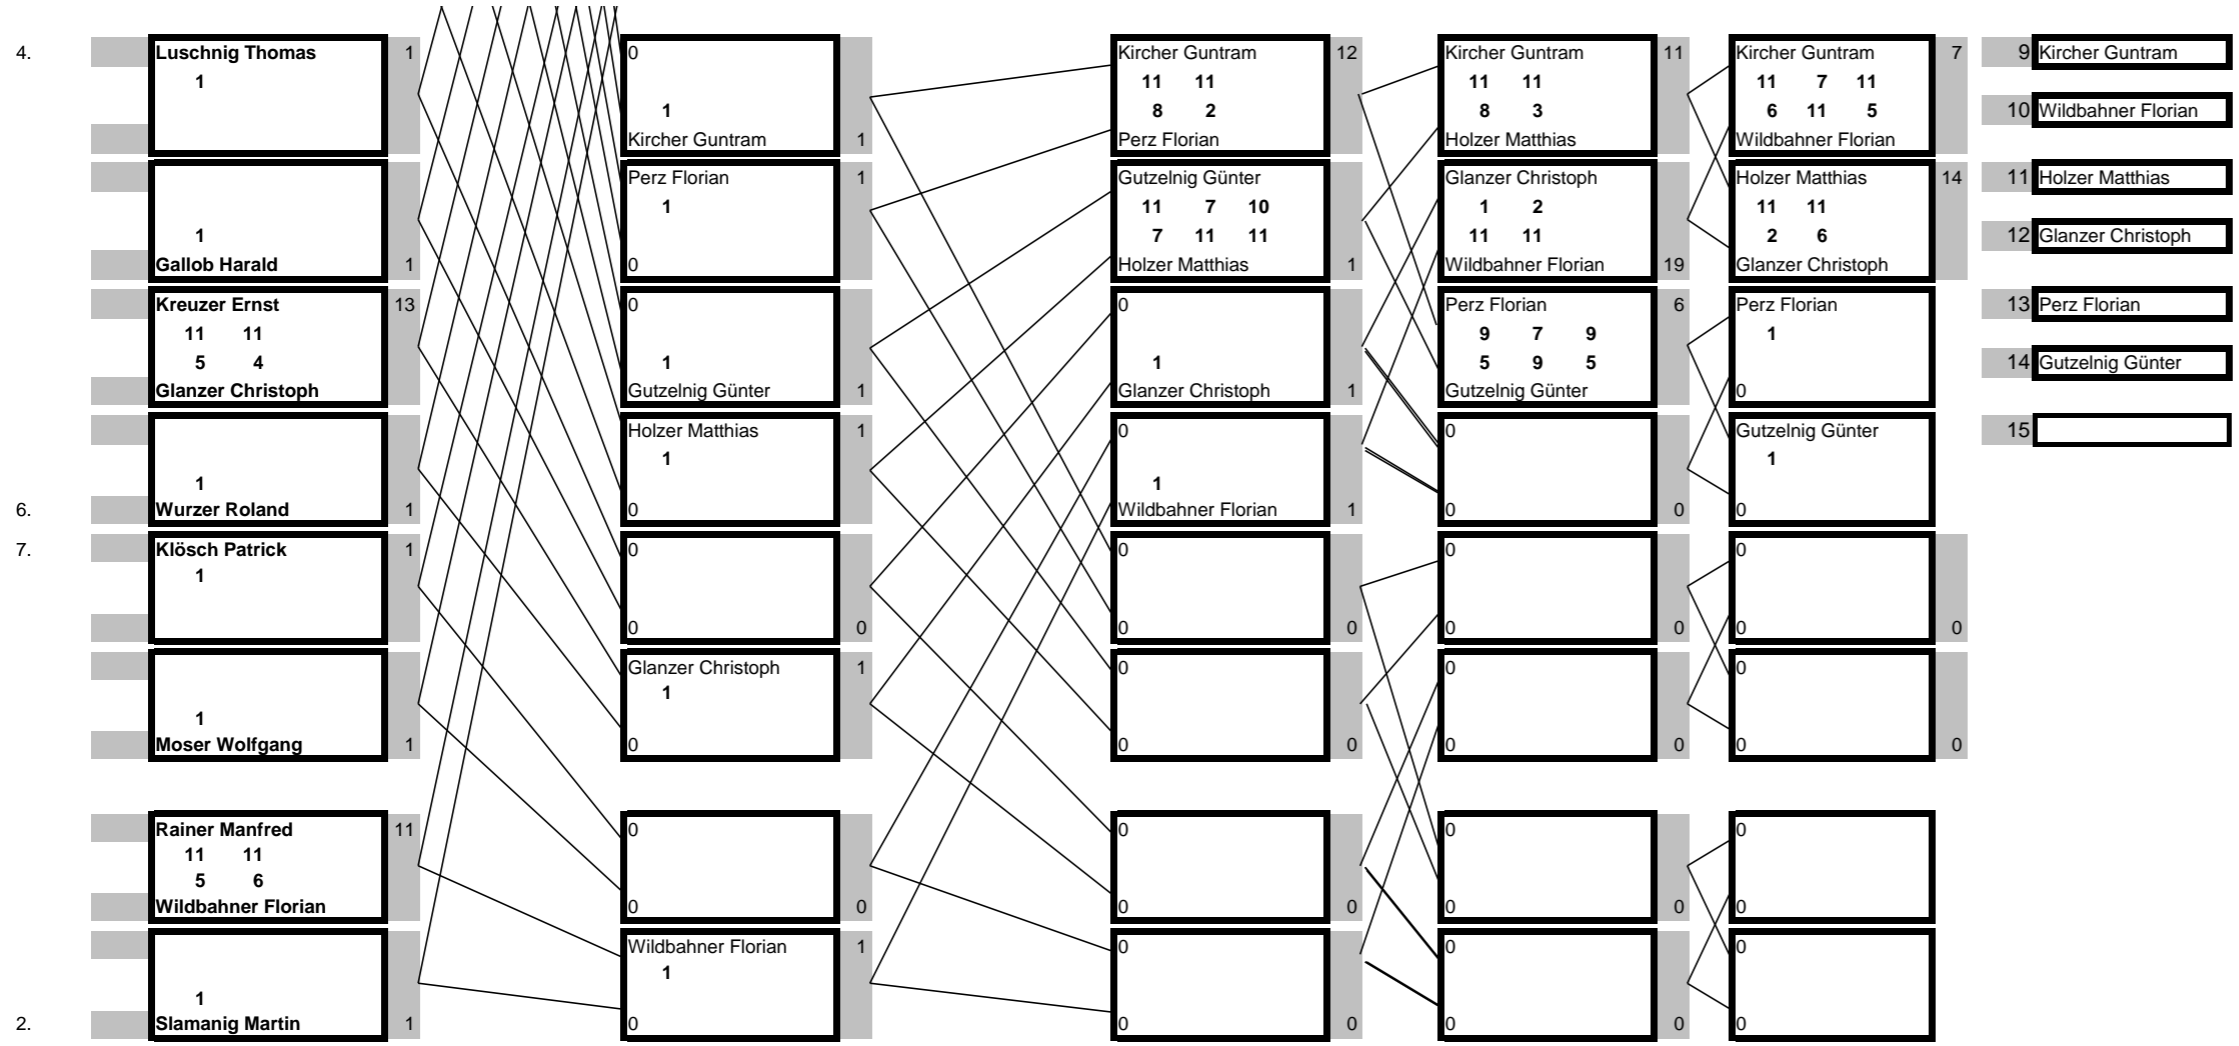 4. Luschnig Thomas 1
1
1
Gallob Harald 1
Kreuzer Ernst 13
11 11
5 4
Glanzer Christoph
1
6. Wurzer Roland 1
7. Klösch Patrick 1
1
1
Moser Wolfgang 1
Rainer Manfred 11
11 11
5 6
Wildbahner Florian
1
2. Slamanig Martin 1
0
1
Kircher Guntram 1
Perz Florian 1
1
0
0
1
Gutzelnig Günter 1
Holzer Matthias 1
1
0
0
0 0
Glanzer Christoph 1
1
0
0
0 0
Wildbahner Florian 1
1
0
Kircher Guntram 12
11 11
8 2
Perz Florian
Gutzelnig Günter
11 7 10
7 11 11
Holzer Matthias 1
0
1
Glanzer Christoph 1
0
1
Wildbahner Florian 1
0
0 0
0
0 0
0
0 0
0
0 0
Kircher Guntram 11
11 11
8 3
Holzer Matthias
Glanzer Christoph
1 2
11 11
Wildbahner Florian 19
Perz Florian 6
9 7 9
5 9 5
Gutzelnig Günter
0
0 0
0
0 0
0
0 0
0
0 0
0
0 0
Kircher Guntram 7
11 7 11
6 11 5
Wildbahner Florian
Holzer Matthias 14
11 11
2 6
Glanzer Christoph
Perz Florian
1
0
Gutzelnig Günter
1
0
0
0 0
0
0 0
0
0
0
0
9 Kircher Guntram
10 Wildbahner Florian
11 Holzer Matthias
12 Glanzer Christoph
13 Perz Florian
14 Gutzelnig Günter
15